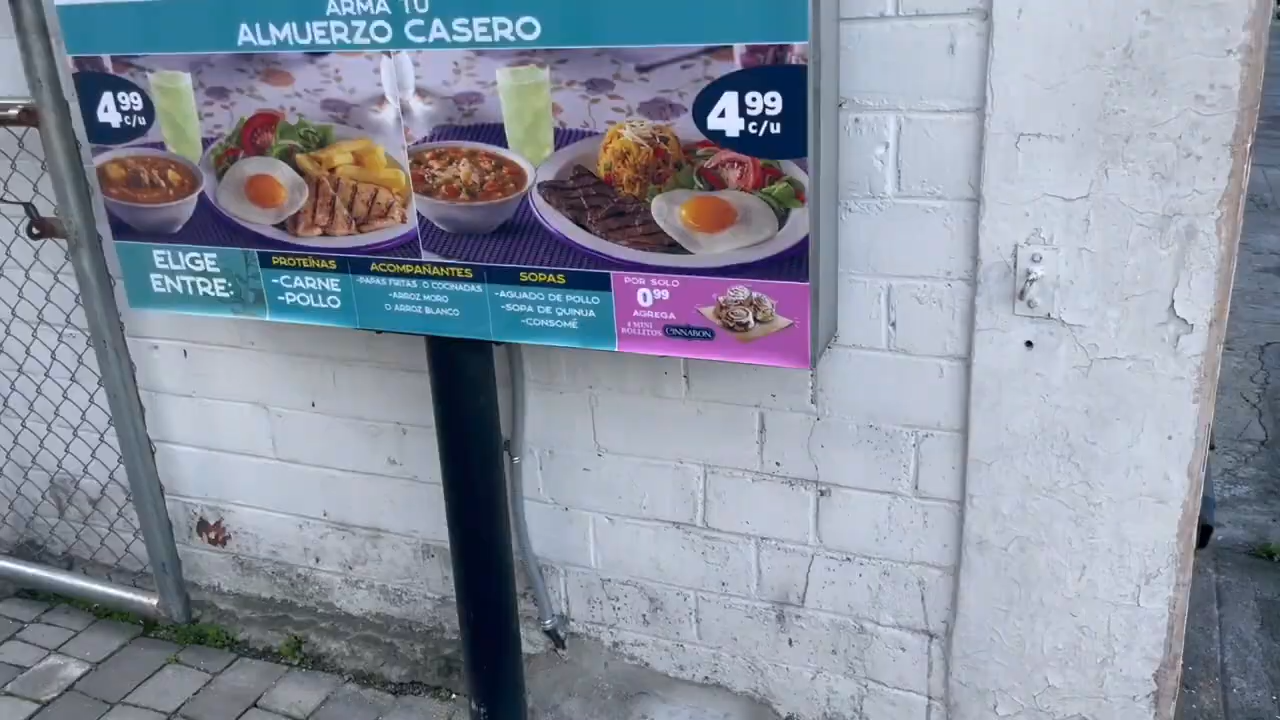 ARMA TU
ALMUERZO CASERO
4.99 c/u
4.99 c/u
ELIGE
ENTRE:
PROTEÍNAS
-CARNE
-POLLO
ACOMPAÑANTES
-PAPAS FRITAS O COCINADAS
-ARROZ MORO
O ARROZ BLANCO
SOPAS
-AGUADO DE POLLO
-SOPA DE QUINUA
-CONSOMÉ
POR SOLO
0.99
AGREGA
4 MINI
ROLLITOS CINNABON